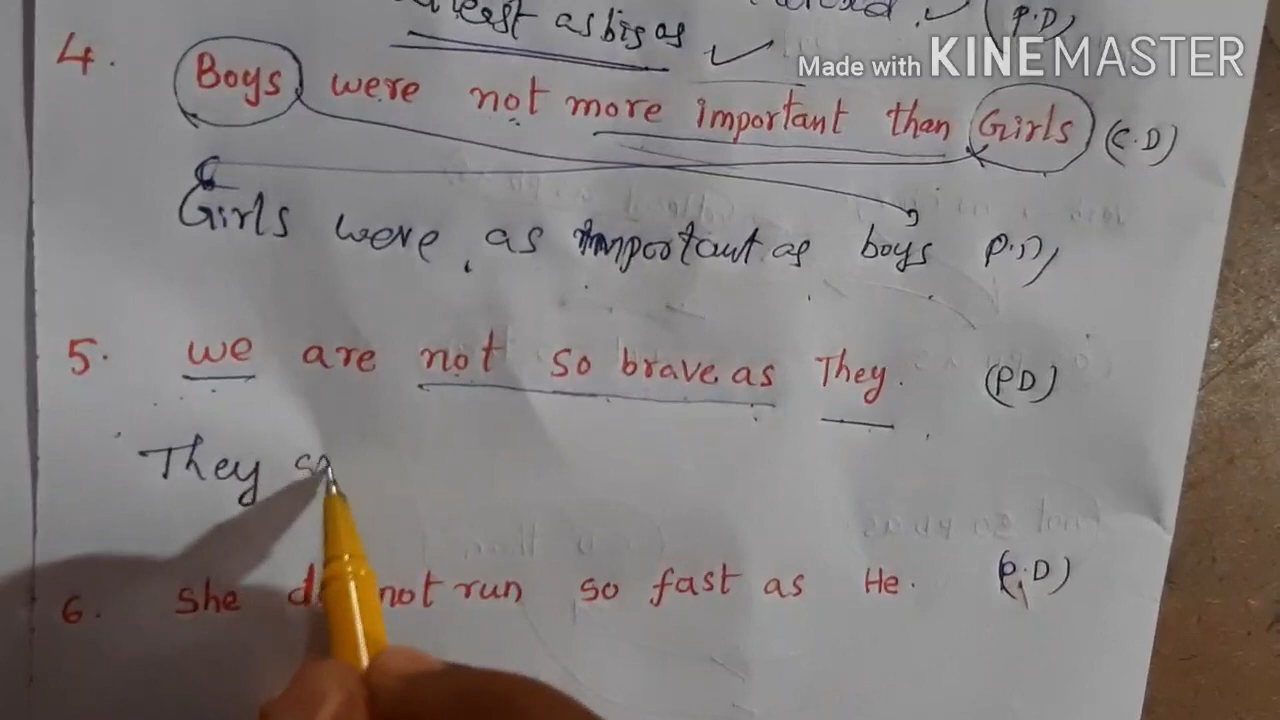 least as big as (P.D)
Made with KINEMASTER
4. Boys were not more important than Girls (C.D)
Girls were as important as boys P.D
5. we are not so brave as They. (PD)
They
6. she not run so fast as He. (P.D)